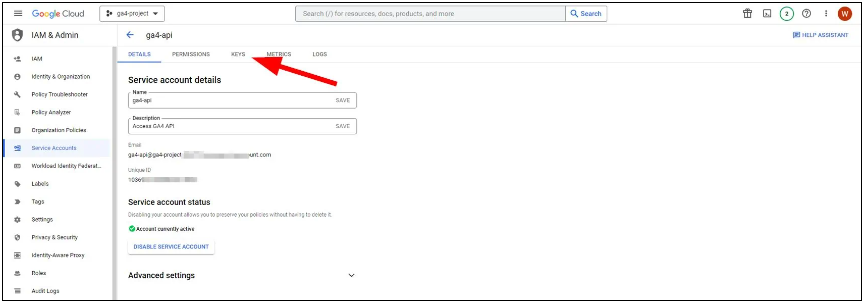 Google Cloud
ga4-project
Search (/) for resources, docs, products, and more
Search
2
W
IAM & Admin
ga4-api
HELP ASSISTANT
DETAILS
PERMISSIONS
KEYS
METRICS
LOGS
IAM
Identity & Organization
Policy Troubleshooter
Policy Analyzer
Organization Policies
Service Accounts
Workload Identity Federat...
Labels
Tags
Settings
Privacy & Security
Identity-Aware Proxy
Roles
Audit Logs
Service account details
Name
ga4-api
SAVE
Description
Access GA4 API
SAVE
Email
ga4-api@ga4-project ount.com
Unique ID
1036
Service account status
Disabling your account allows you to preserve your policies without having to delete it.
Account currently active
DISABLE SERVICE ACCOUNT
Advanced settings